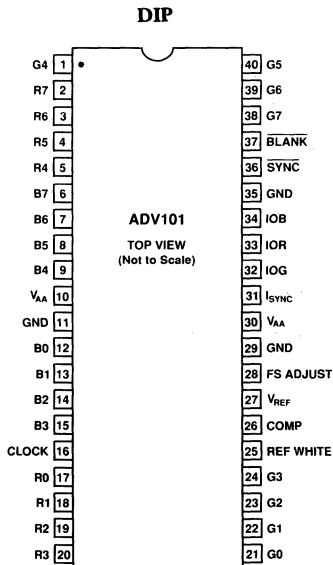 DIP
G4 1 40 G5
R7 2 39 G6
R6 3 38 G7
R5 4 37 BLANK
R4 5 36 SYNC
B7 6 35 GND
B6 7 ADV101 34 IOB
B5 8 TOP VIEW 33 IOR
B4 9 (Not to Scale) 32 IOG
VAA 10 31 ISYNC
GND 11 30 VAA
B0 12 29 GND
B1 13 28 FS ADJUST
B2 14 27 VREF
B3 15 26 COMP
CLOCK 16 25 REF WHITE
R0 17 24 G3
R1 18 23 G2
R2 19 22 G1
R3 20 21 G0